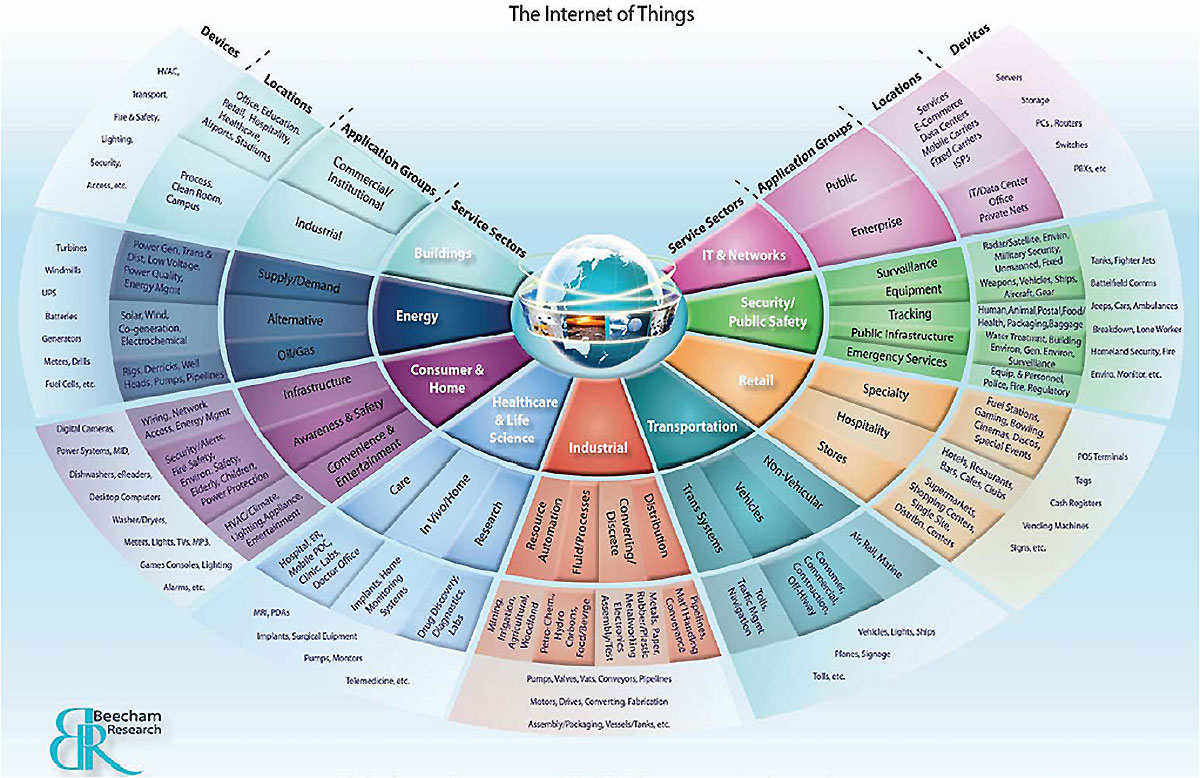 The Internet of Things
Devices
Locations
Application Groups
Service Sectors
Service Sectors
Application Groups
Locations
Devices
HVAC,
Transport,
Fire & Safety,
Lighting,
Security,
Access, etc.
Office, Education,
Retail, Hospitality,
Healthcare,
Airports, Stadiums
Process,
Clean Room,
Campus
Commercial/
Institutional
Industrial
Buildings
Turbines
Windmills
UPS
Batteries
Generators
Meters, Drills
Fuel Cells, etc.
Power Gen, Trans &
Dist, Low Voltage,
Power Quality,
Energy Mgmt
Solar, Wind,
Co-generation,
Electrochemical
Rigs, Derricks, Well
Heads, Pumps, Pipelines
Supply/Demand
Alternative
Oil/Gas
Energy
Digital Cameras,
Power Systems, MID,
Dishwashers, eReaders,
Desktop Computers
Washer/Dryers,
Meters, Lights, TVs, MP3,
Games Consoles, Lighting
Alarms, etc.
Wiring, Network
Access, Energy Mgmt
Security/Alerts,
Fire Safety,
Environ. Safety,
Elderly, Children,
Power Protection,
HVAC/Climate,
Lighting,Appliance,
Entertainment
Infrastructure
Awareness & Safety
Convenience &
Entertainment
Consumer &
Home
MRI, PDAs
Implants, Surgical Euipment
Pumps, Monitors
Telemedicine, etc.
Hospital, ER,
Mobile POC,
Clinic, Labs,
Doctor Office
Implants, Home
Monitoring
Systems
Drug Discovery,
Diagnostics,
Labs
Care
In Vivo/Home
Research
Healthcare
& Life
Science
Industrial
Resource
Automation
Fluid/Processes
Converting/
Discrete
Distribution
Mining,
Irrigation,
Agricultural,
Woodland
Petro-Chem.,
Hydro
Carbons,
Food/Beverge
Metals, Paper,
Rubber/Plastic
Metalworking
Electronics
Assembly/Test
Pipelines,
Mat'l Handling
Conveyance
Pumps, Valves, Vats, Conveyors, Pipelines
Motors, Drives, Converting, Fabrication
Assembly/Packaging, Vessels/Tanks, etc.
Transportation
Trans Systems
Vehicles
Non-Vehicular
Tolls,
Traffic Mgmt
Navigation
Consumer,
Commercial,
Construction,
Off-Hiway
Air, Rail, Marine
Vehicles, Lights, Ships
Planes, Signage
Tolls, etc.
Retail
Specialty
Hospitality
Stores
Fuel Stations,
Gaming, Bowling,
Cinemas, Discos,
Special Events
Hotels, Resaurants,
Bars, Cafes, Clubs
Supermarkets,
Shopping Centers,
Single Site,
Distution, Centers
POS Terminals
Tags
Cash Registers
Vending Machines
Signs, etc.
Security/
Public Safety
Surveillance
Equipment
Tracking
Public Infrastructure
Emergency Services
Radar/Satellite, Envirn,
Military Security,
Unmanned, Fixed
Weapons, Vehicles, Ships,
Aircraft, Gear
Human,Animal,Postal,Food/
Health, Packaging,Baggage
Water Treatmnt, Building
Environ, Gen. Environ,
Surveillance
Equip, & Personnel,
Police, Fire, Regulatory
Tanks, Fighter Jets
Battelfield Comms
Jeeps, Cars, Ambulances
Breakdown, Lone Worker
Homeland Security, Fire
Enviro, Monitor, etc.
IT & Networks
Public
Enterprise
Services
E-Commerce
Data Centers
Mobile Carriers
Fixed Carriers
ISPs
IT/Data Center
Office
Private Nets
Servers
Storage
PCs , Routers
Switches
PBXs, etc
Beecham
Research
BR